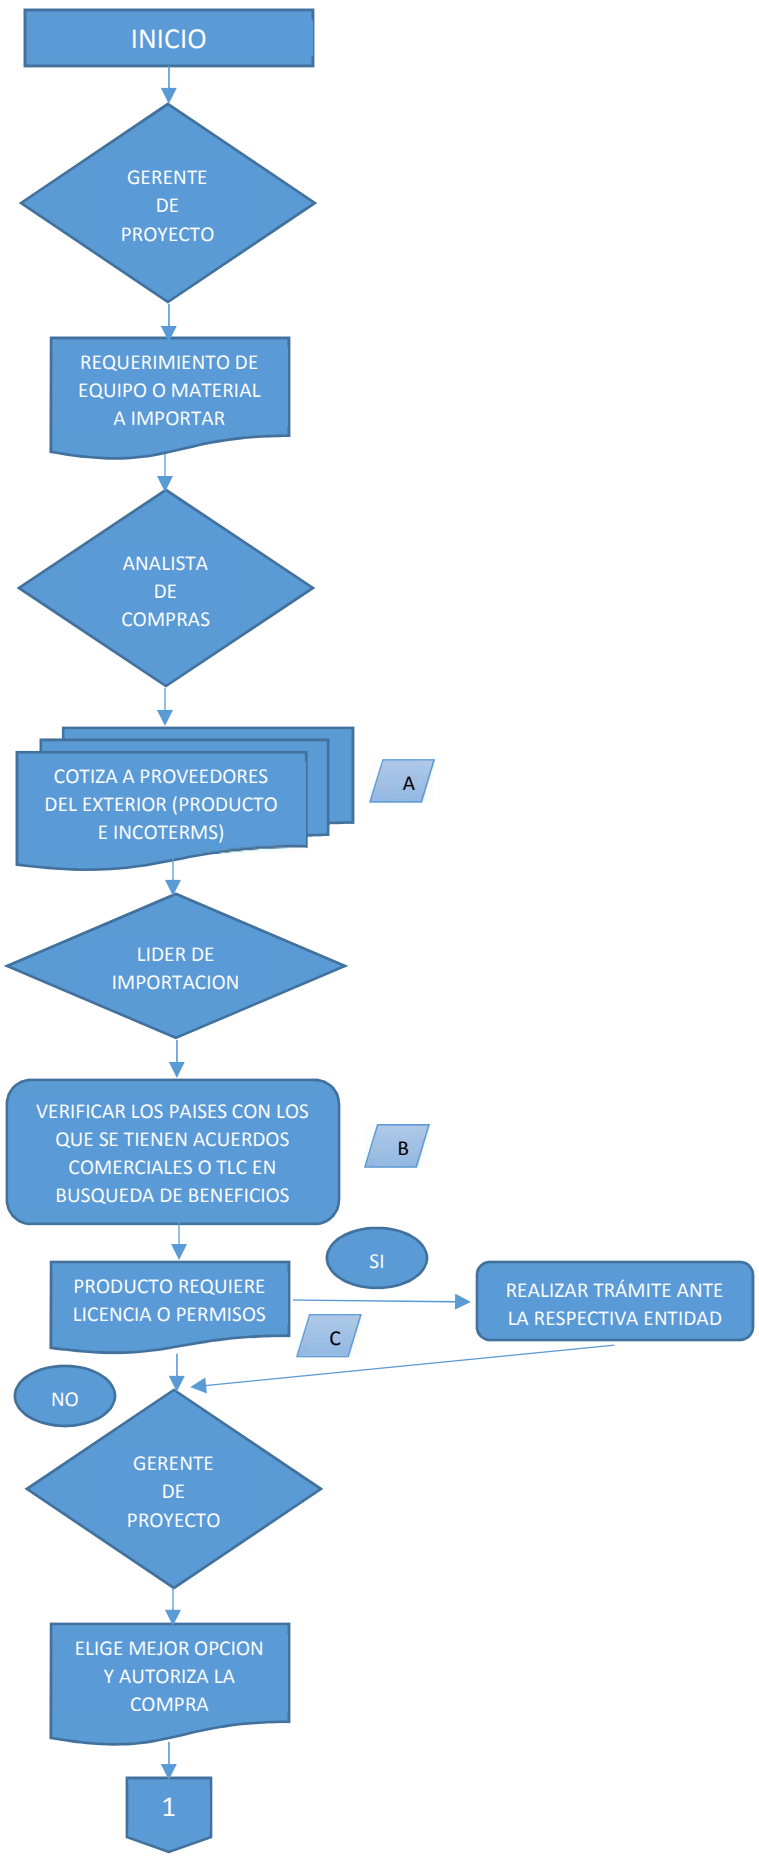 INICIO
GERENTE
DE
PROYECTO
REQUERIMIENTO DE
EQUIPO O MATERIAL
A IMPORTAR
ANALISTA
DE
COMPRAS
COTIZA A PROVEEDORES
DEL EXTERIOR (PRODUCTO
E INCOTERMS)
A
LIDER DE
IMPORTACION
VERIFICAR LOS PAISES CON LOS
QUE SE TIENEN ACUERDOS
COMERCIALES O TLC EN
BUSQUEDA DE BENEFICIOS
B
SI
PRODUCTO REQUIERE
LICENCIA O PERMISOS
REALIZAR TRÁMITE ANTE
LA RESPECTIVA ENTIDAD
C
NO
GERENTE
DE
PROYECTO
ELIGE MEJOR OPCION
Y AUTORIZA LA
COMPRA
1